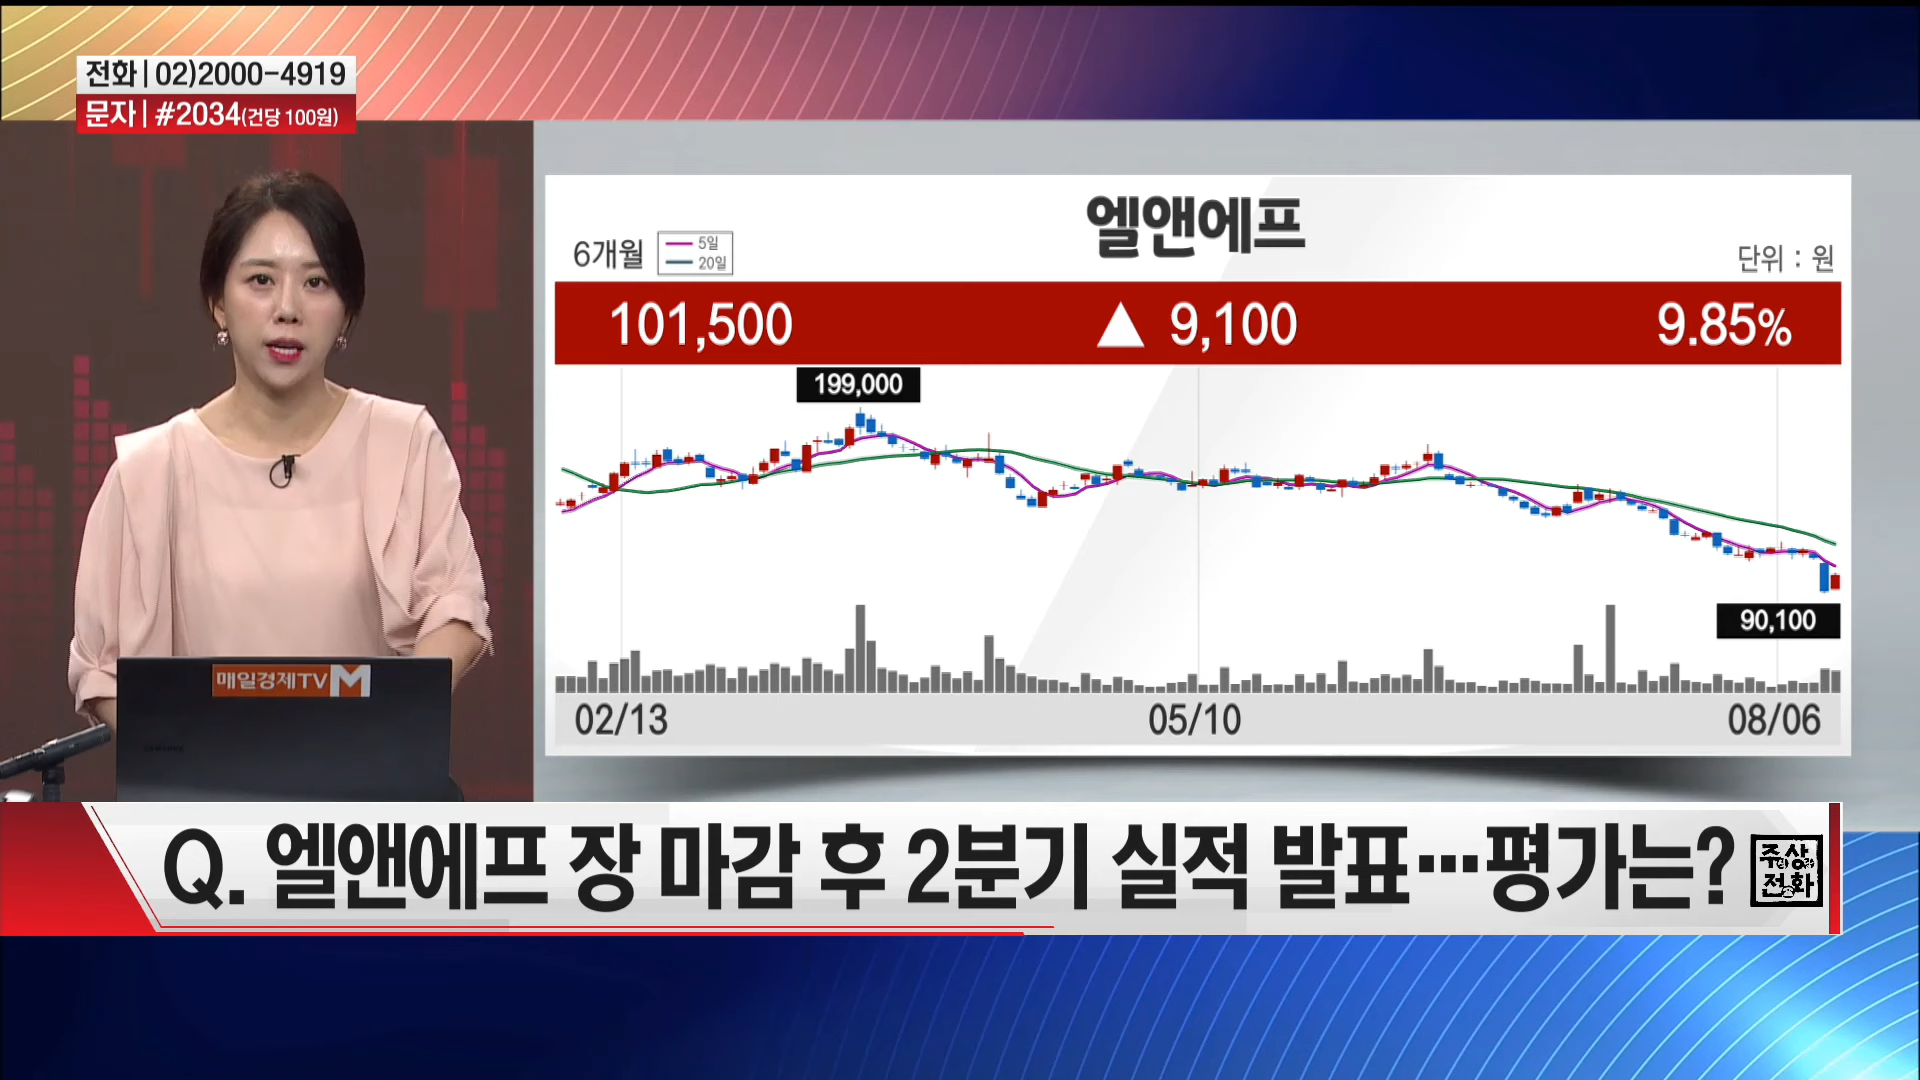 전화 | 02)2000-4919
문자 | #2034(건당 100원)
엘앤에프
6개월
5일
20일
단위 : 원
101,500 ▲ 9,100 9.85%
199,000
90,100
02/13 05/10 08/06
매일경제TV M
Q. 엘앤에프 장 마감 후 2분기 실적 발표…평가는?
주상
전화